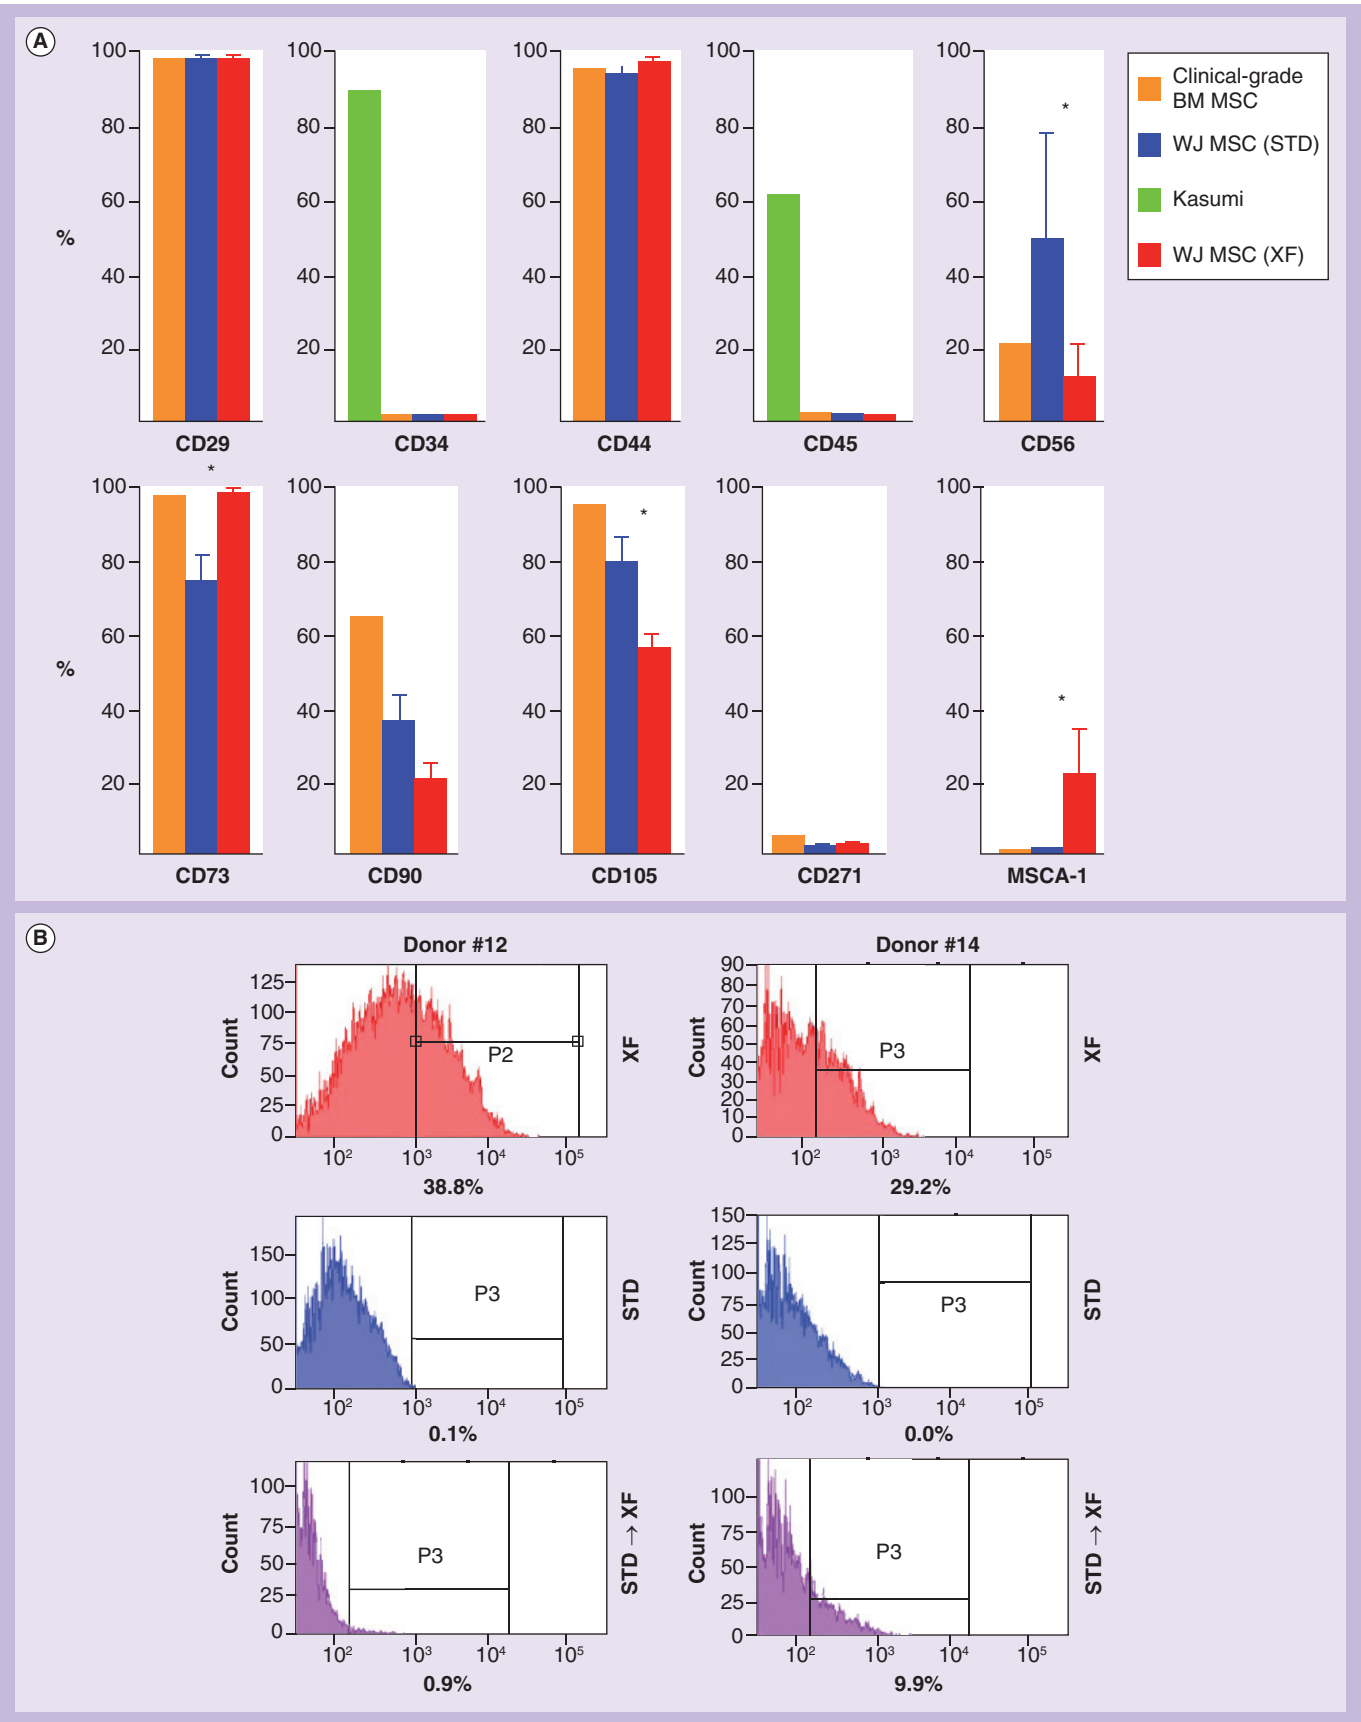 A
100
80
60
40
20
%
CD29
100
80
60
40
20
CD34
100
80
60
40
20
CD44
100
80
60
40
20
CD45
100
80
60
40
20
*
CD56
Clinical-grade
BM MSC
WJ MSC (STD)
Kasumi
WJ MSC (XF)
*
100
80
60
40
20
%
CD73
100
80
60
40
20
CD90
100
80
60
40
20
*
CD105
100
80
60
40
20
CD271
100
80
60
40
20
*
MSCA-1
B
Donor #12
125
100
75
50
25
0
Count
P2
XF
10² 10³ 10⁴ 10⁵
38.8%
Donor #14
90
80
70
60
50
40
30
20
10
0
Count
P3
XF
10² 10³ 10⁴ 10⁵
29.2%
150
100
50
0
Count
P3
STD
10² 10³ 10⁴ 10⁵
0.1%
150
125
100
75
50
25
0
Count
P3
STD
10² 10³ 10⁴ 10⁵
0.0%
100
75
50
25
0
Count
P3
STD → XF
10² 10³ 10⁴ 10⁵
0.9%
100
75
50
25
0
Count
P3
STD → XF
10² 10³ 10⁴ 10⁵
9.9%